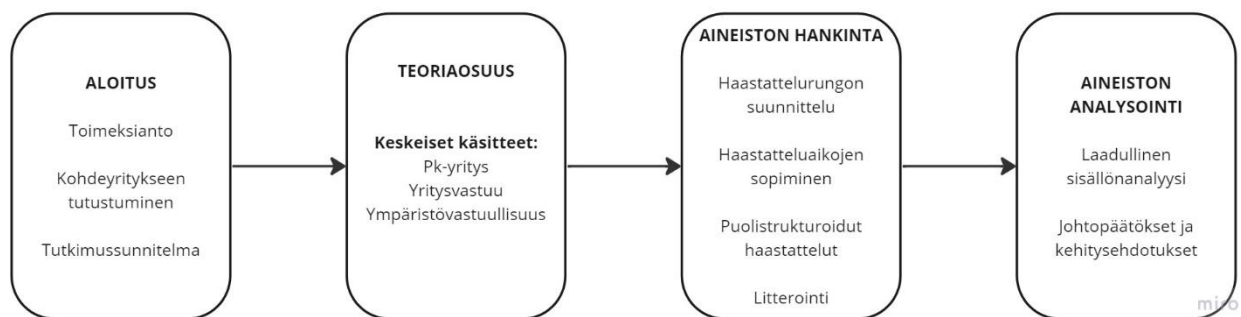 ALOITUS
Toimeksianto
Kohdeyritykseen
tutustuminen
Tutkimussunnitelma
TEORIAOSUUS
Keskeiset käsitteet:
Pk-yritys
Yritysvastuu
Ympäristövastuullisuus
AINEISTON HANKINTA
Haastattelurungon
suunnittelu
Haastatteluaikojen
sopiminen
Puolistrukturoidut
haastattelut
Litterointi
AINEISTON
ANALYSOINTI
Laadullinen
sisällönanalyysi
Johtopäätökset ja
kehitysehdotukset
miro